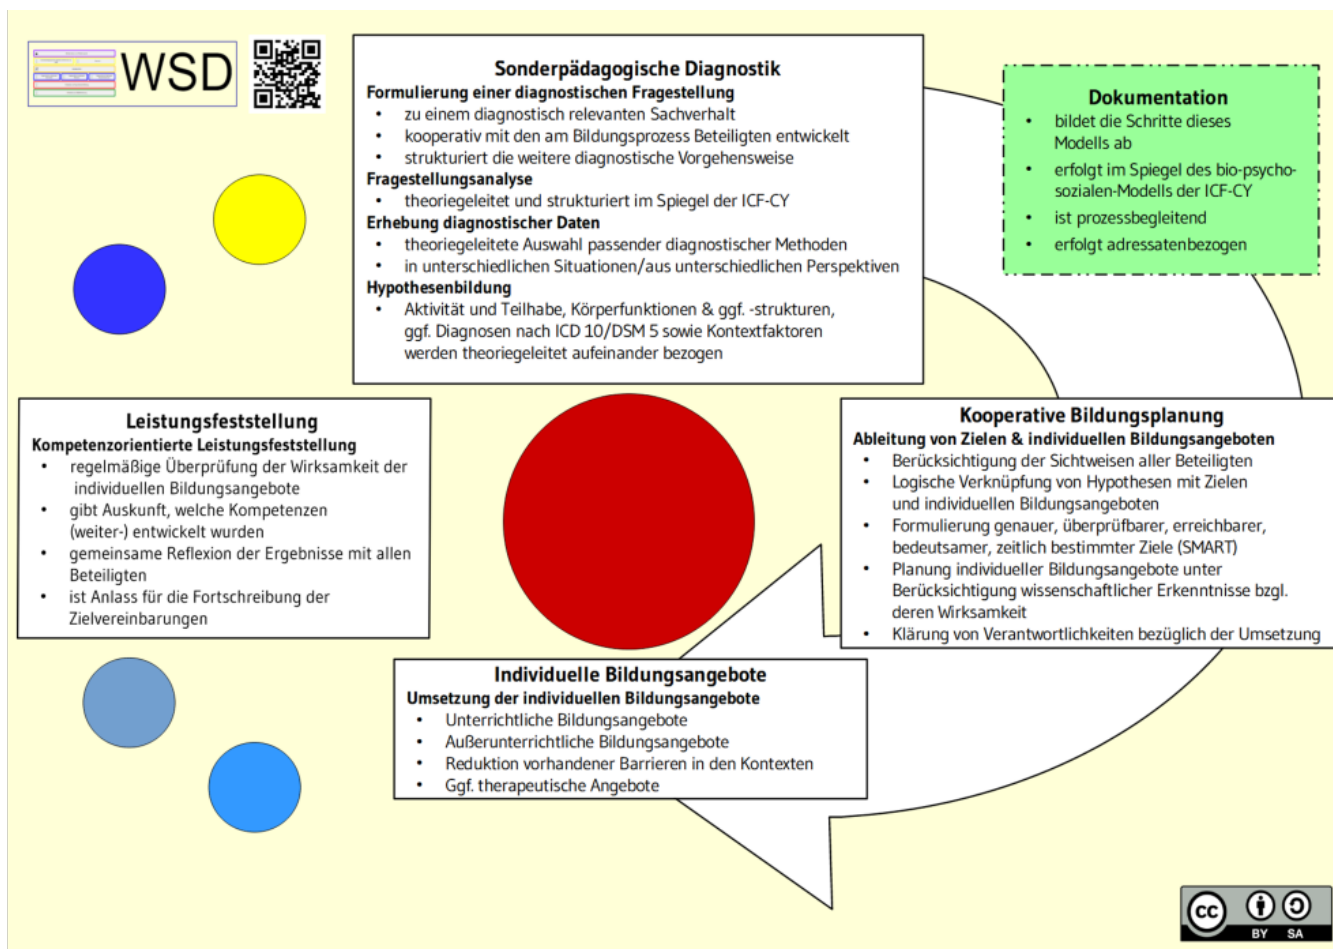 WSD
Sonderpädagogische Diagnostik
Formulierung einer diagnostischen Fragestellung
• zu einem diagnostisch relevanten Sachverhalt
• kooperativ mit den am Bildungsprozess Beteiligten entwickelt
• strukturiert die weitere diagnostische Vorgehensweise
Fragestellungsanalyse
• theoriegeleitet und strukturiert im Spiegel der ICF-CY
Erhebung diagnostischer Daten
• theoriegeleitete Auswahl passender diagnostischer Methoden
• in unterschiedlichen Situationen/aus unterschiedlichen Perspektiven
Hypothesenbildung
• Aktivität und Teilhabe, Körperfunktionen & ggf. -strukturen,
ggf. Diagnosen nach ICD 10/DSM 5 sowie Kontextfaktoren
werden theoriegeleitet aufeinander bezogen
Dokumentation
• bildet die Schritte dieses
Modells ab
• erfolgt im Spiegel des bio-psycho-
sozialen-Modells der ICF-CY
• ist prozessbegleitend
• erfolgt adressatenbezogen
Leistungsfeststellung
Kompetenzorientierte Leistungsfeststellung
• regelmäßige Überprüfung der Wirksamkeit der
individuellen Bildungsangebote
• gibt Auskunft, welche Kompetenzen
(weiter-) entwickelt wurden
• gemeinsame Reflexion der Ergebnisse mit allen
Beteiligten
• ist Anlass für die Fortschreibung der
Zielvereinbarungen
Kooperative Bildungsplanung
Ableitung von Zielen & individuellen Bildungsangeboten
• Berücksichtigung der Sichtweisen aller Beteiligten
• Logische Verknüpfung von Hypothesen mit Zielen
und individuellen Bildungsangeboten
• Formulierung genauer, überprüfbarer, erreichbarer,
bedeutsamer, zeitlich bestimmter Ziele (SMART)
• Planung individueller Bildungsangebote unter
Berücksichtigung wissenschaftlicher Erkenntnisse bzgl.
deren Wirksamkeit
• Klärung von Verantwortlichkeiten bezüglich der Umsetzung
Individuelle Bildungsangebote
Umsetzung der individuellen Bildungsangebote
• Unterrichtliche Bildungsangebote
• Außerunterrichtliche Bildungsangebote
• Reduktion vorhandener Barrieren in den Kontexten
• Ggf. therapeutische Angebote
cc
BY SA